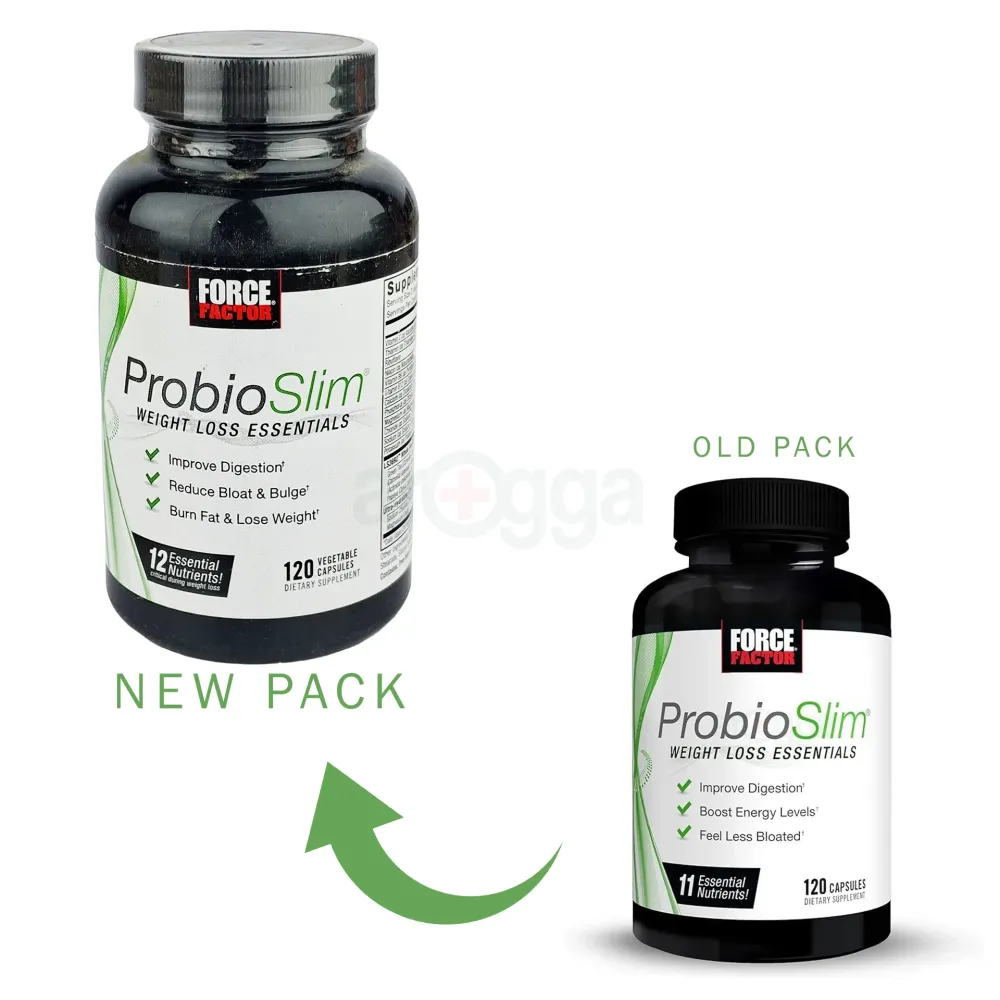 FORCE
FACTOR
ProbioSlim®
WEIGHT LOSS ESSENTIALS
Improve Digestion†
Reduce Bloat & Bulge†
Burn Fat & Lose Weight†
12 Essential
Nutrients!
critical during weight loss
120 VEGETABLE
CAPSULES
DIETARY SUPPLEMENT
NEW PACK
arogga
OLD PACK
FORCE
FACTOR
ProbioSlim®
WEIGHT LOSS ESSENTIALS
Improve Digestion†
Boost Energy Levels†
Feel Less Bloated†
11 Essential
Nutrients!
120 CAPSULES
DIETARY SUPPLEMENT